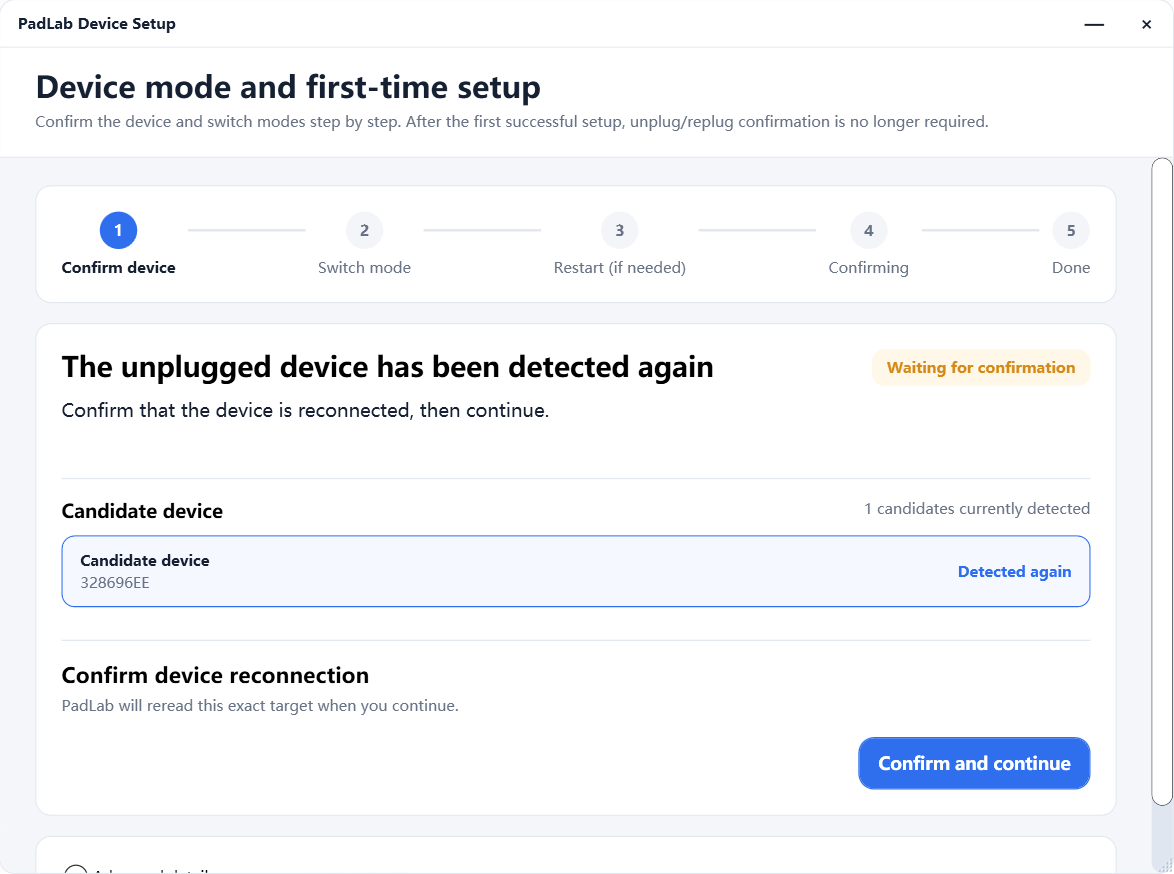 PadLab Device Setup
Device mode and first-time setup
Confirm the device and switch modes step by step. After the first successful setup, unplug/replug confirmation is no longer required.
1
2
3
4
5
Confirm device
Switch mode
Restart (if needed)
Confirming
Done
The unplugged device has been detected again
Waiting for confirmation
Confirm that the device is reconnected, then continue.
Candidate device
1 candidates currently detected
Candidate device
328696EE
Detected again
Confirm device reconnection
PadLab will reread this exact target when you continue.
Confirm and continue